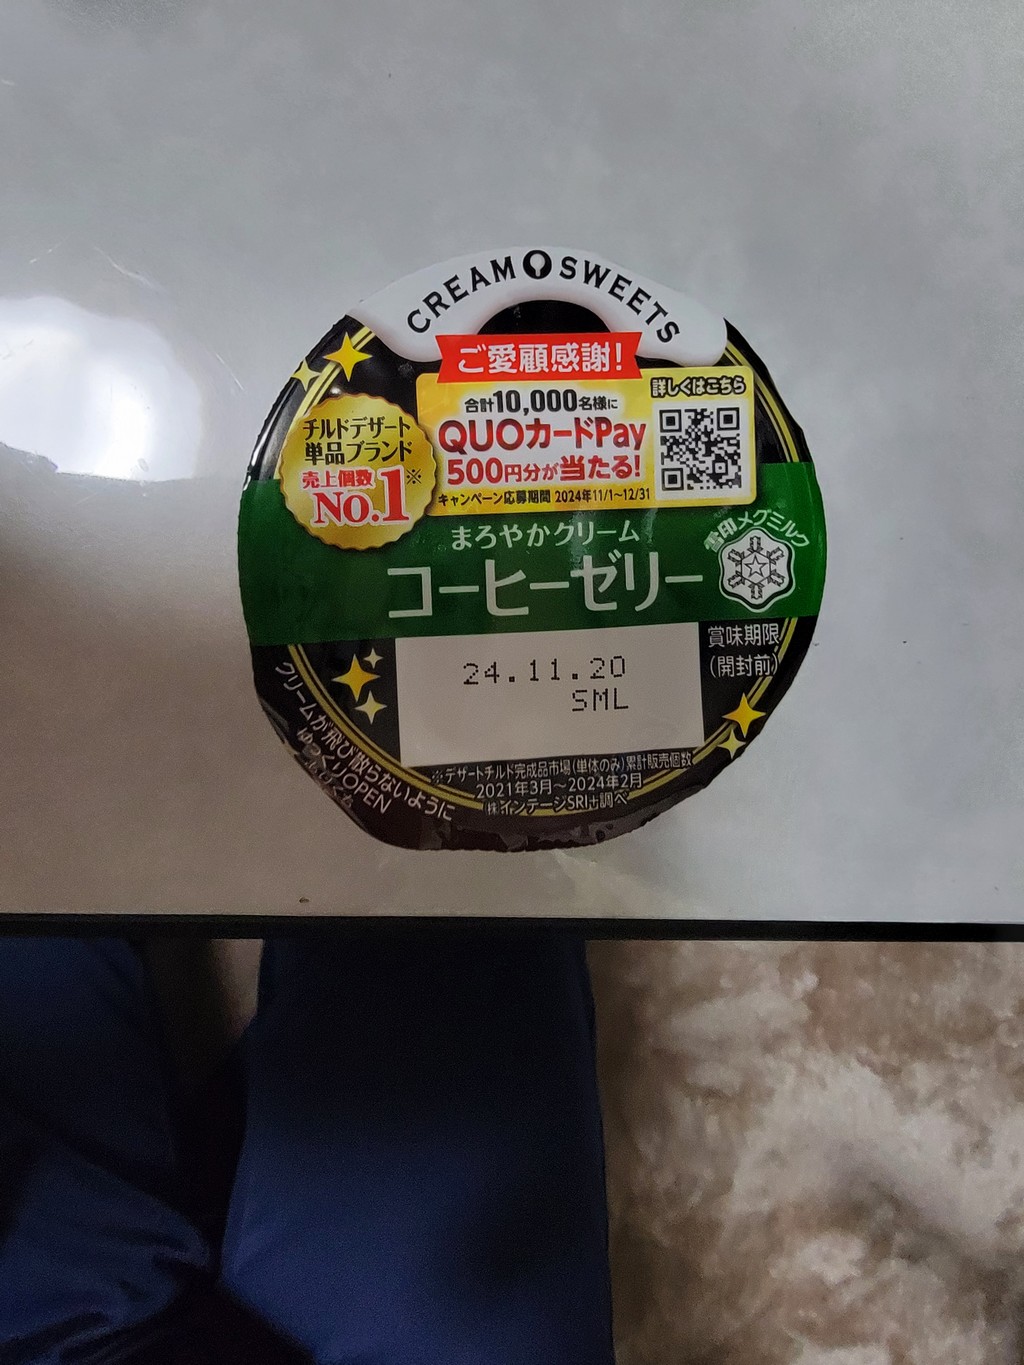 CREAM SWEETS
ご愛顧感謝!
合計10,000名様に
QUOカードPay
500円分が当たる!
キャンペーン応募期間 2024年11/1〜12/31
詳しくはこちら
チルドデザート
単品ブランド
売上個数※
No.1
まろやかクリーム
コーヒーゼリー
雪印メグミルク
賞味期限
(開封前)
24.11.20
SML
※デザートチルド完成品市場(単体のみ)累計販売個数
2021年3月〜2024年2月
(株)インテージSRI+調べ
クリームが飛び散らないように
ゆっくりOPEN